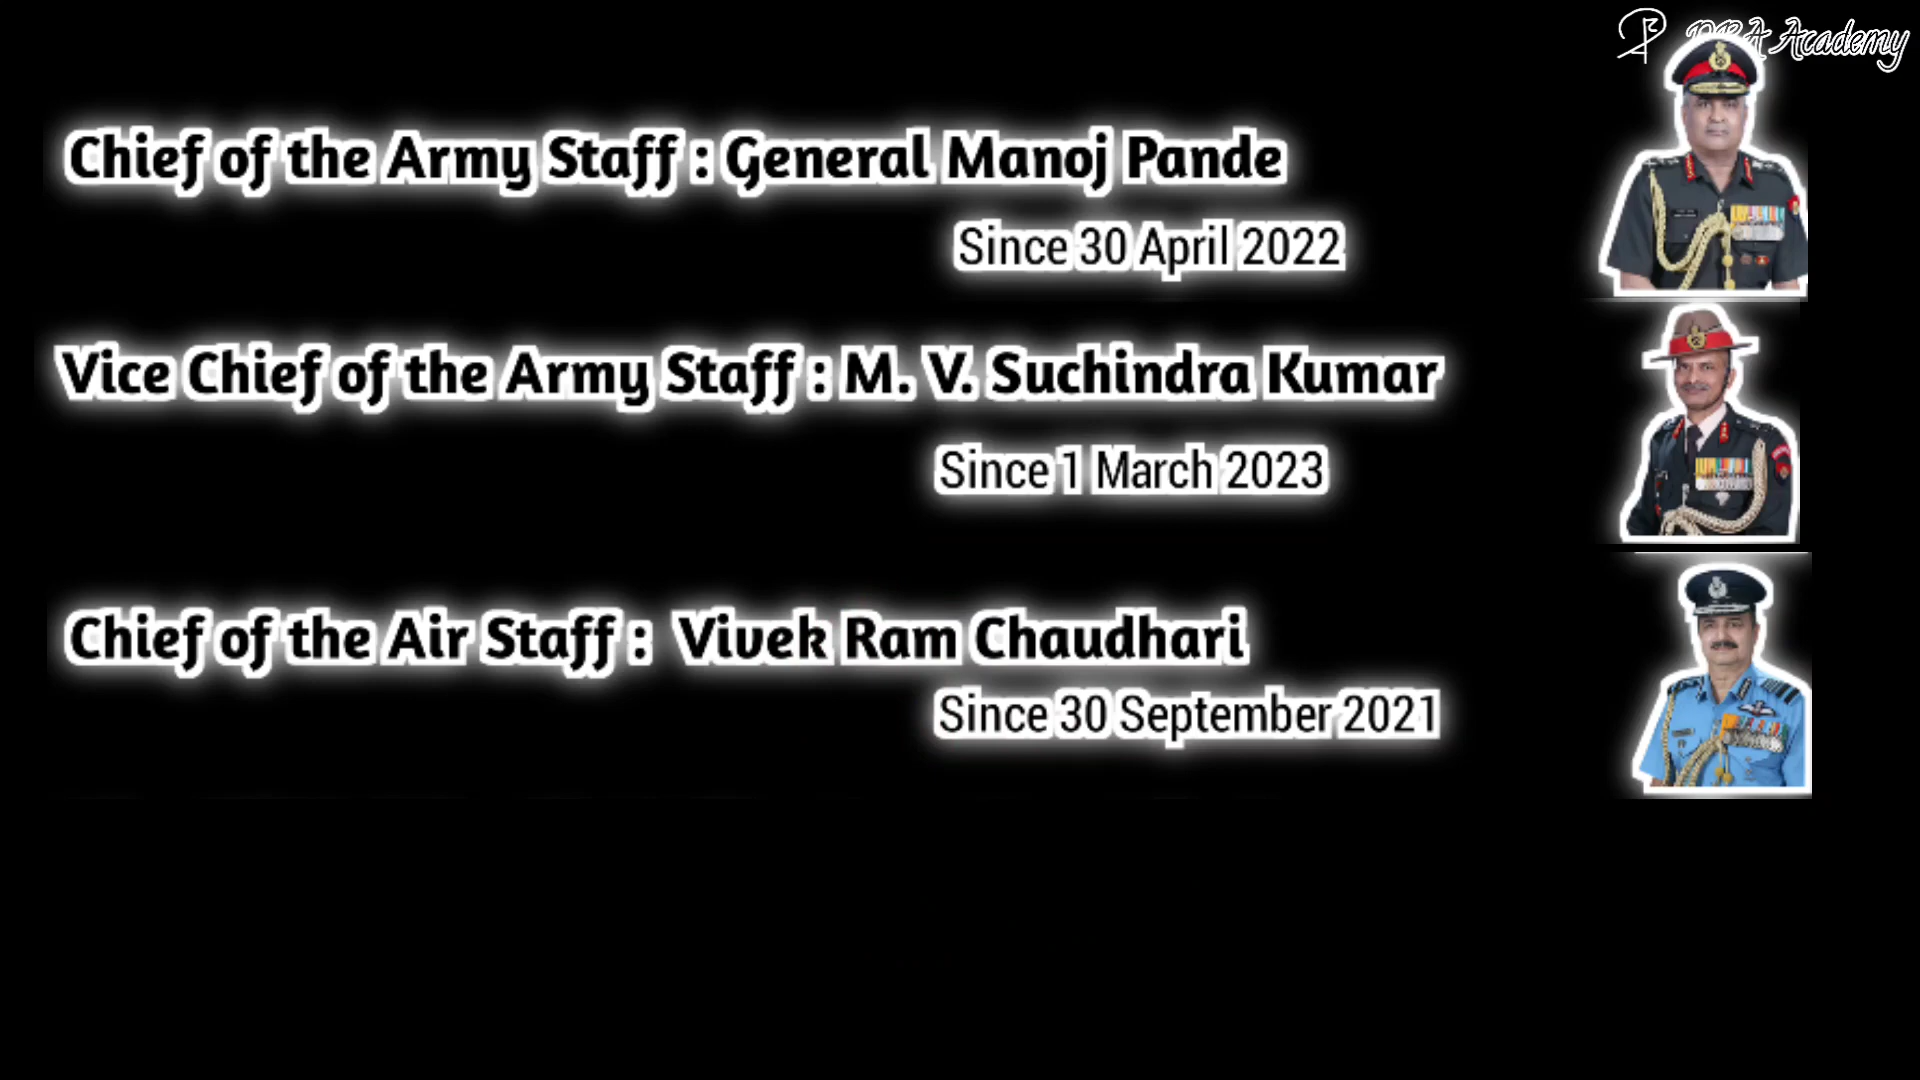 Academy
Chief of the Army Staff : General Manoj Pande
Since 30 April 2022
Vice Chief of the Army Staff : M. V. Suchindra Kumar
Since 1 March 2023
Chief of the Air Staff : Vivek Ram Chaudhari
Since 30 September 2021